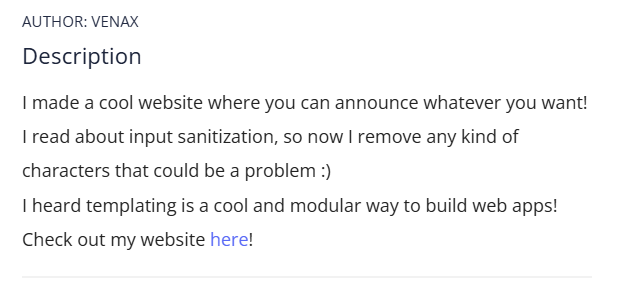 AUTHOR: VENAX
Description
I made a cool website where you can announce whatever you want!
I read about input sanitization, so now I remove any kind of
characters that could be a problem :)
I heard templating is a cool and modular way to build web apps!
Check out my website here!